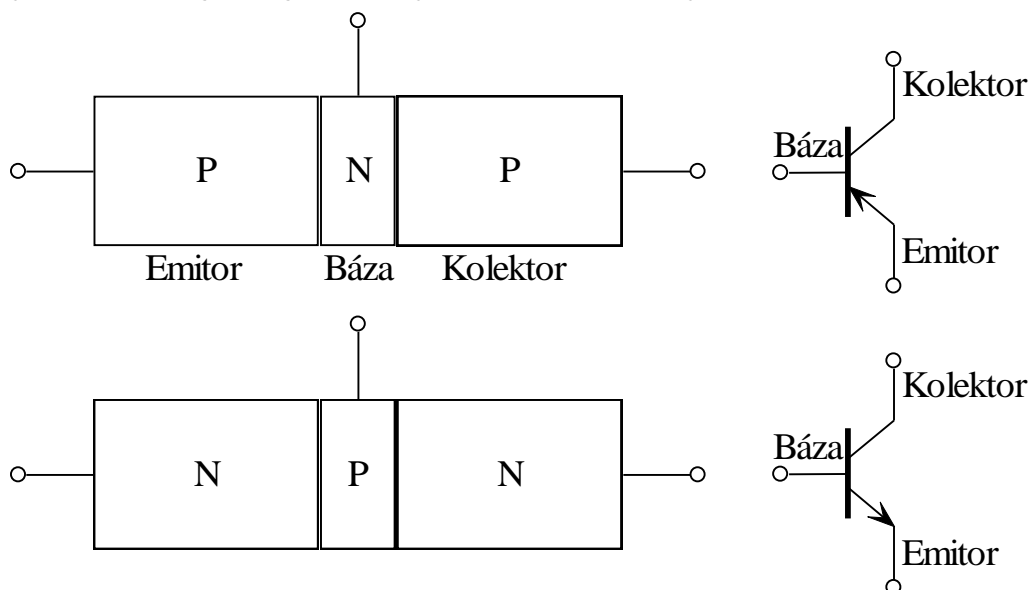 P N P
Emitor Báza Kolektor
Kolektor
Báza
Emitor
N P N
Kolektor
Báza
Emitor